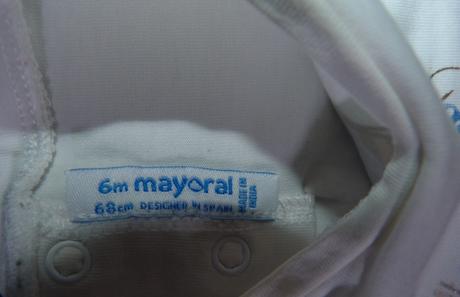 6m mayoral
68cm DESIGNED IN SPAIN
MADE IN
INDIA